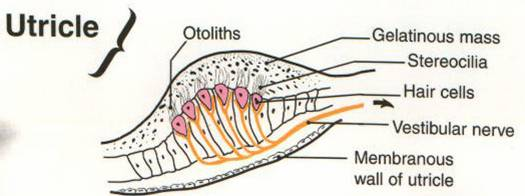 Utricle
Otoliths
Gelatinous mass
Stereocilia
Hair cells
Vestibular nerve
Membranous
wall of utricle